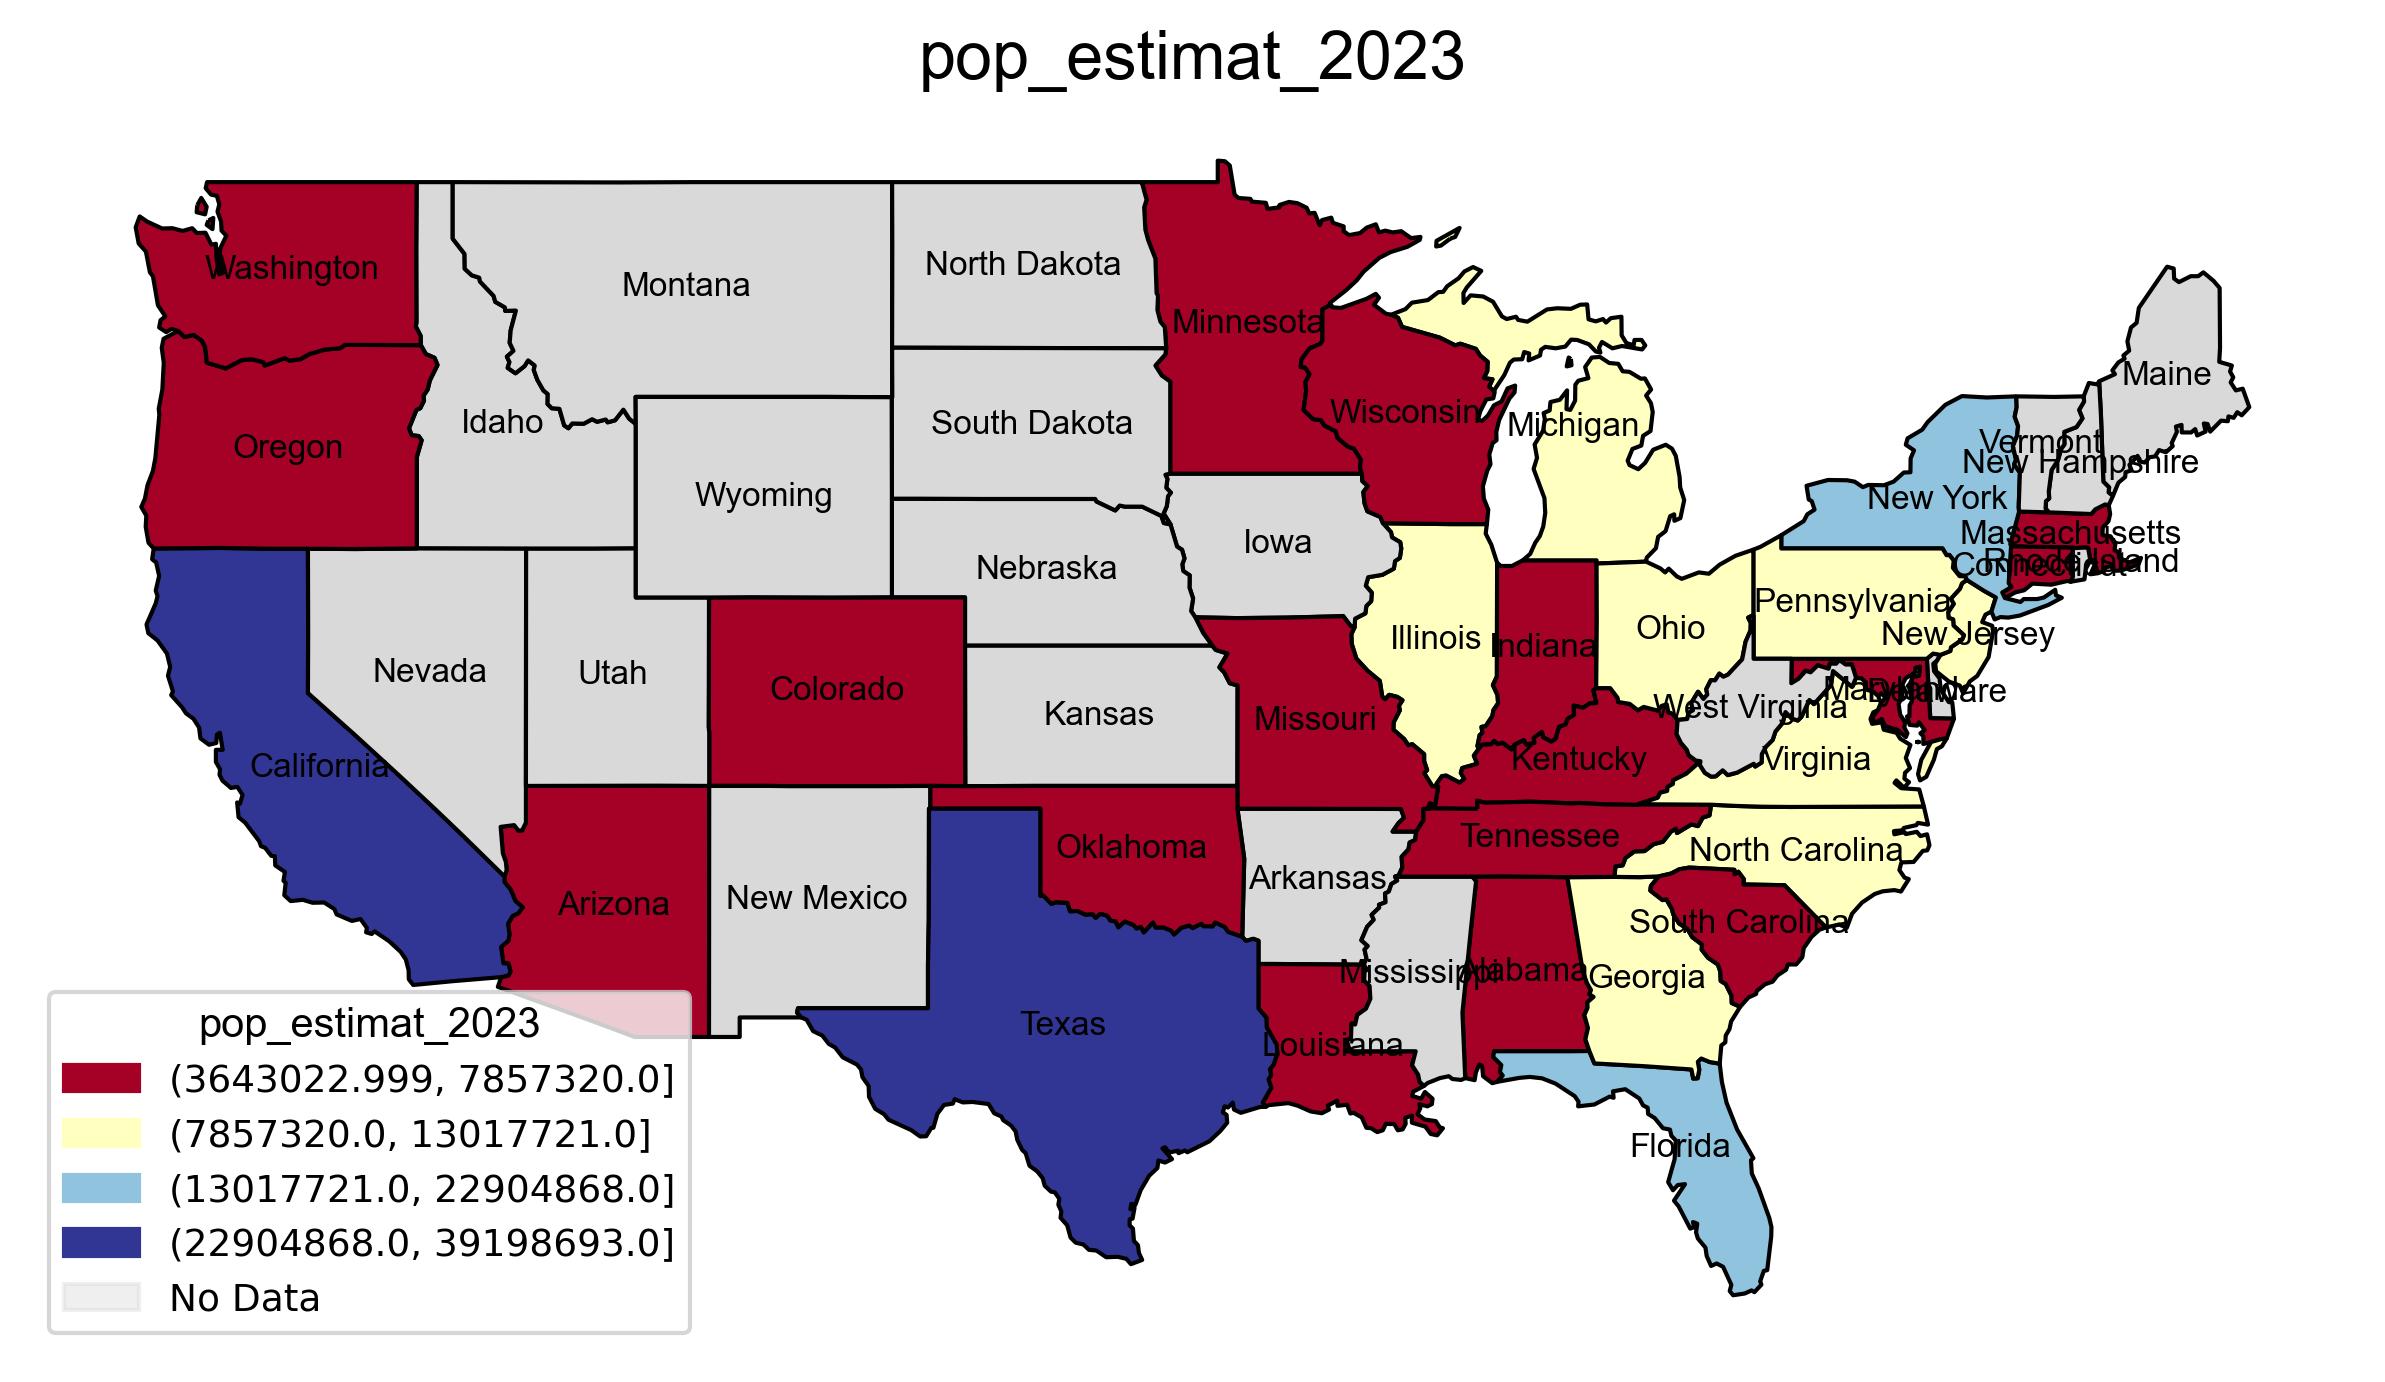 pop_estimat_2023
Washington
Montana
North Dakota
Minnesota
Maine
Idaho
Oregon
South Dakota
Wisconsin
Michigan
Vermont
New Hampshire
Wyoming
New York
Massachusetts
Iowa
Rhode Island
Connecticut
Nebraska
Pennsylvania
Ohio
New Jersey
Illinois
Indiana
Nevada
Utah
Colorado
Maryland
Delaware
Kansas
Missouri
West Virginia
California
Kentucky
Virginia
Oklahoma
Tennessee
North Carolina
Arkansas
Arizona
New Mexico
South Carolina
Mississippi
Alabama
Georgia
Texas
Louisiana
Florida
pop_estimat_2023
(3643022.999, 7857320.0]
(7857320.0, 13017721.0]
(13017721.0, 22904868.0]
(22904868.0, 39198693.0]
No Data